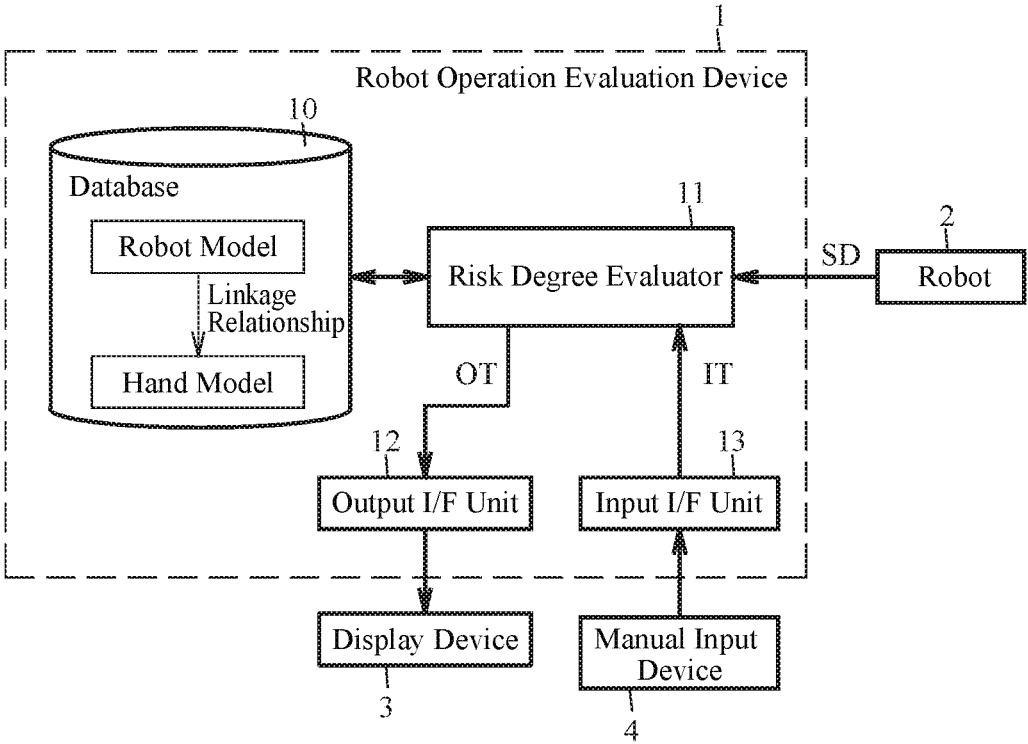 1
Robot Operation Evaluation Device
10
Database
Robot Model
Linkage
Relationship
Hand Model
11
Risk Degree Evaluator
SD
2
Robot
OT
IT
12
Output I/F Unit
13
Input I/F Unit
Display Device
3
Manual Input
Device
4